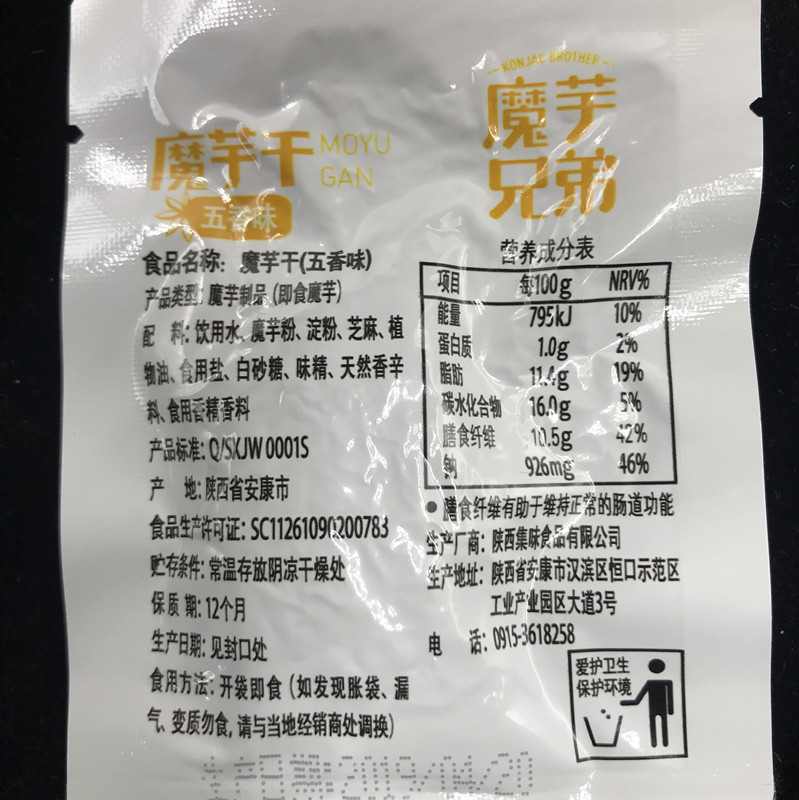 KONJAC BROTHER
魔芋
兄弟
魔芋干
MOYU
GAN
五香味
食品名称: 魔芋干(五香味)
产品类型: 魔芋制品 (即食魔芋)
配 料: 饮用水、魔芋粉、淀粉、芝麻、植
物油、食用盐、白砂糖、味精、天然香辛
料、食用香精香料
产品标准: Q/SXJW 0001S
产 地: 陕西省安康市
食品生产许可证: SC11261090200783
贮存条件: 常温存放阴凉干燥处
保 质 期: 12个月
生产日期: 见封口处
食用方法: 开袋即食 (如发现胀袋、漏
气、变质勿食, 请与当地经销商处调换)
营养成分表
项目 每100g NRV%
能量 795kJ 10%
蛋白质 1.0g 2%
脂肪 11.4g 19%
碳水化合物 16.0g 5%
膳食纤维 10.5g 42%
钠 926mg 46%
● 膳食纤维有助于维持正常的肠道功能
生产厂商: 陕西集味食品有限公司
生产地址: 陕西省安康市汉滨区恒口示范区
工业产业园区大道3号
电 话: 0915-3618258
爱护卫生
保护环境